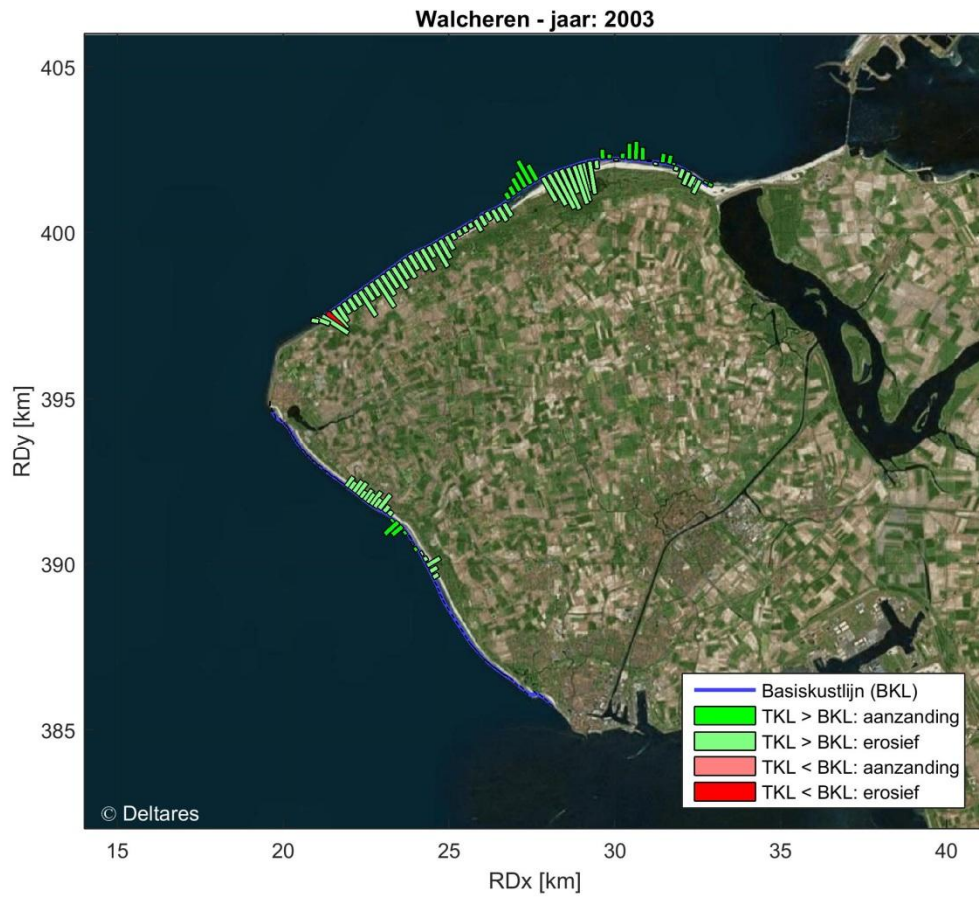 Walcheren - jaar: 2003
405
400
395
390
385
RDy [km]
Basiskustlijn (BKL)
TKL > BKL: aanzanding
TKL > BKL: erosief
TKL < BKL: aanzanding
TKL < BKL: erosief
© Deltares
15 20 25 30 35 40
RDx [km]